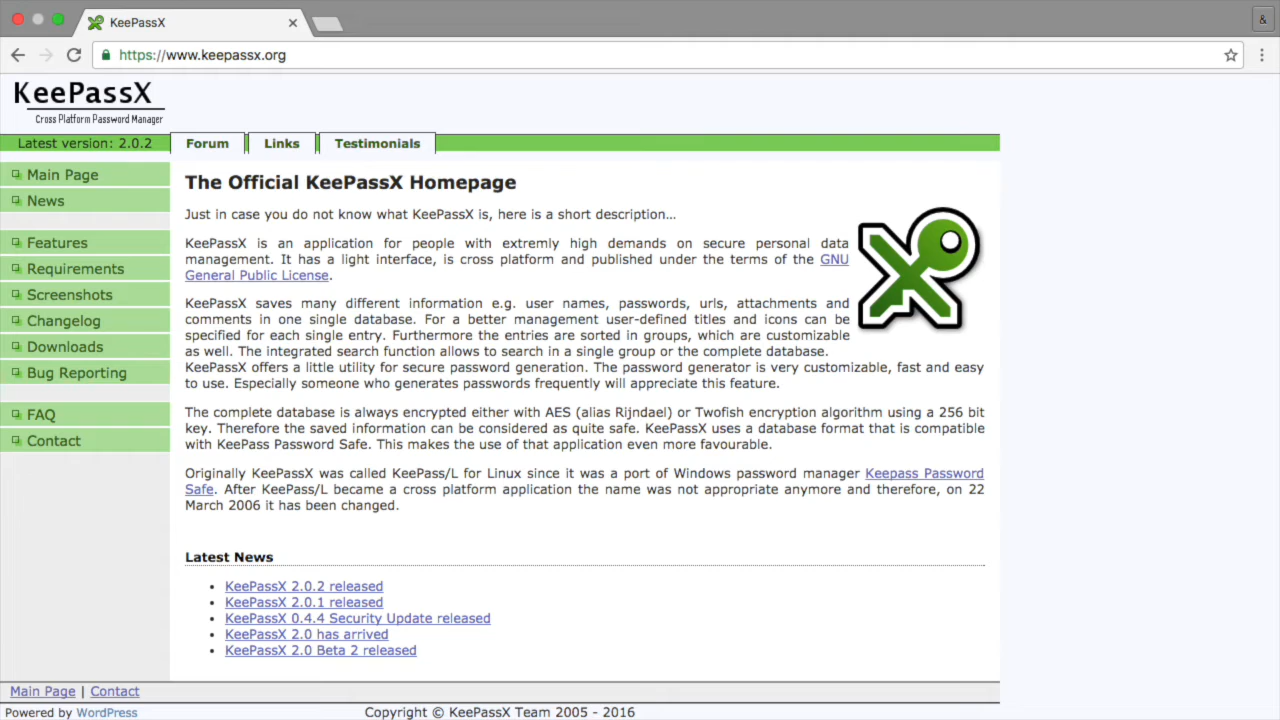 KeePassX
&
https://www.keepassx.org
KeePassX
Cross Platform Password Manager
Latest version: 2.0.2
Forum
Links
Testimonials
Main Page
News
Features
Requirements
Screenshots
Changelog
Downloads
Bug Reporting
FAQ
Contact
The Official KeePassX Homepage
Just in case you do not know what KeePassX is, here is a short description...
KeePassX is an application for people with extremly high demands on secure personal data
management. It has a light interface, is cross platform and published under the terms of the GNU
General Public License.
KeePassX saves many different information e.g. user names, passwords, urls, attachments and
comments in one single database. For a better management user-defined titles and icons can be
specified for each single entry. Furthermore the entries are sorted in groups, which are customizable
as well. The integrated search function allows to search in a single group or the complete database.
KeePassX offers a little utility for secure password generation. The password generator is very customizable, fast and easy
to use. Especially someone who generates passwords frequently will appreciate this feature.
The complete database is always encrypted either with AES (alias Rijndael) or Twofish encryption algorithm using a 256 bit
key. Therefore the saved information can be considered as quite safe. KeePassX uses a database format that is compatible
with KeePass Password Safe. This makes the use of that application even more favourable.
Originally KeePassX was called KeePass/L for Linux since it was a port of Windows password manager Keepass Password
Safe. After KeePass/L became a cross platform application the name was not appropriate anymore and therefore, on 22
March 2006 it has been changed.
Latest News
KeePassX 2.0.2 released
KeePassX 2.0.1 released
KeePassX 0.4.4 Security Update released
KeePassX 2.0 has arrived
KeePassX 2.0 Beta 2 released
Main Page | Contact
Powered by WordPress
Copyright © KeePassX Team 2005 - 2016